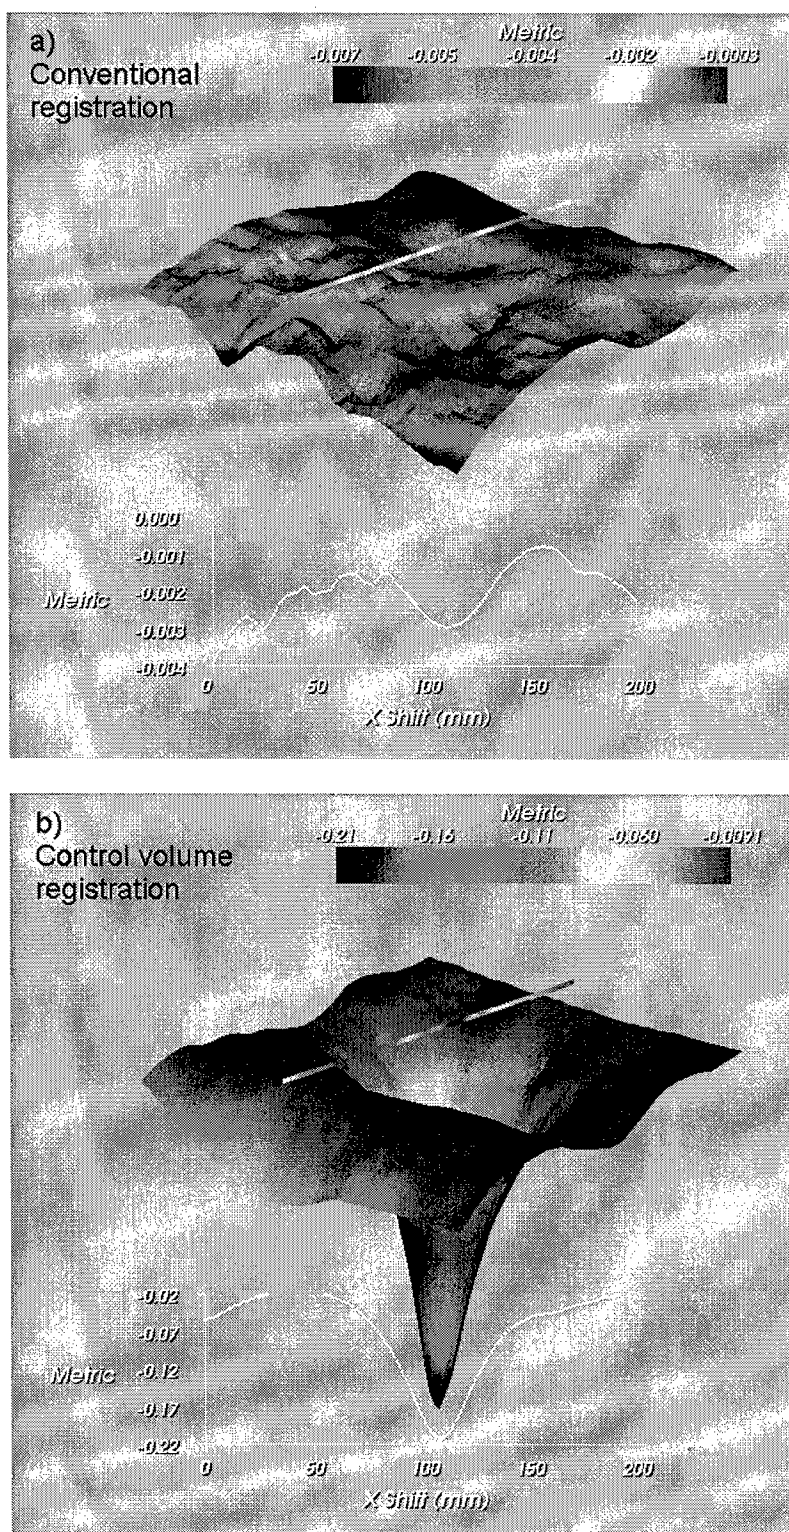 a)
Conventional
registration
Metric
-0.007 -0.005 -0.004 -0.002 -0.0003
0.000
-0.001
-0.002
Metric
-0.003
-0.004
0 50 100 150 200
X Shift (mm)
b)
Control volume
registration
Metric
-0.21 -0.16 -0.11 -0.060 -0.0091
-0.02
-0.07
-0.12
Metric
-0.17
-0.22
0 50 100 150 200
X Shift (mm)